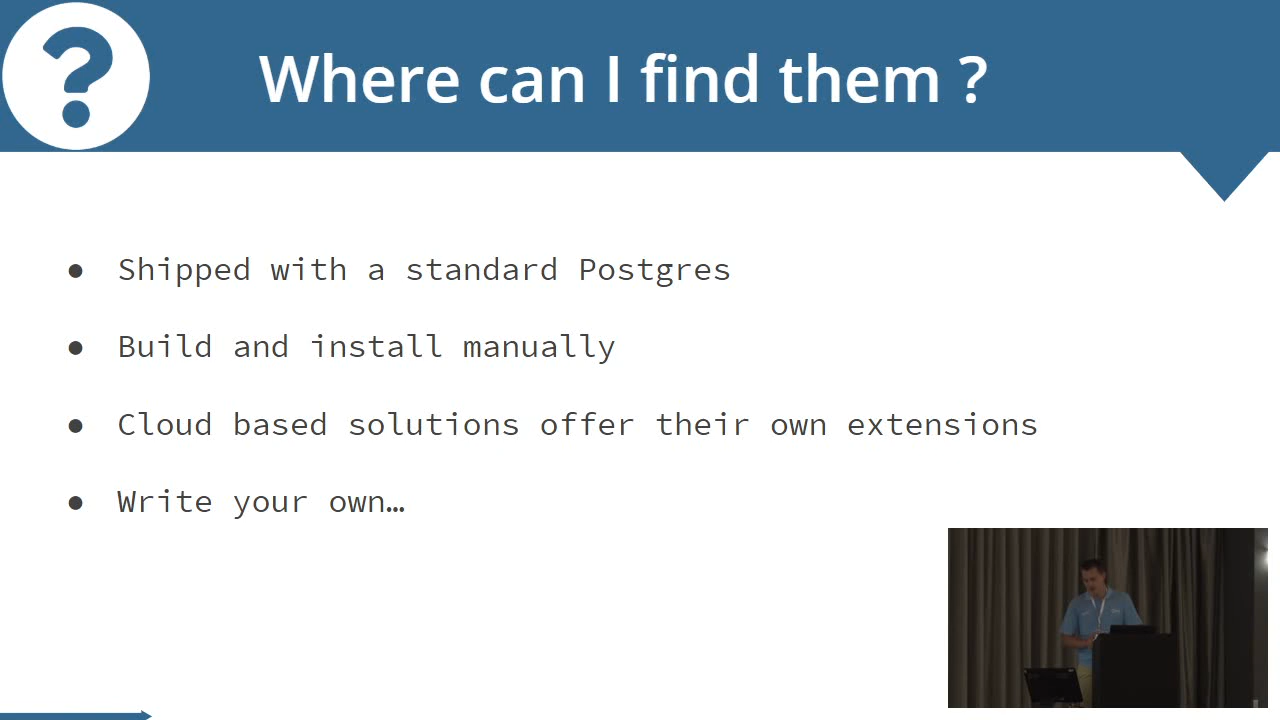 ?
Where can I find them ?
● Shipped with a standard Postgres
● Build and install manually
● Cloud based solutions offer their own extensions
● Write your own…